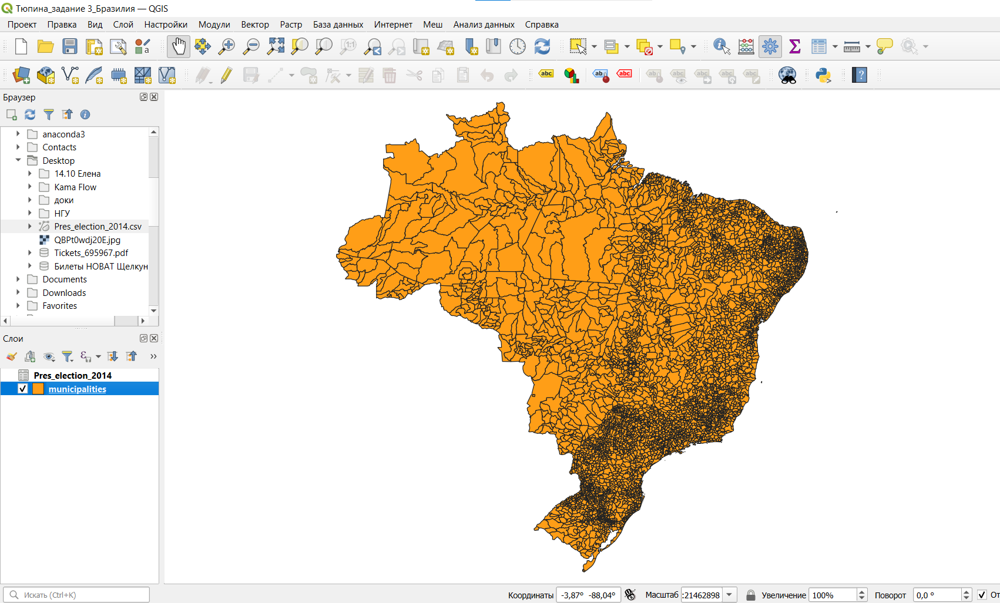 Тюпина_задание 3_Бразилия — QGIS
Проект Правка Вид Слой Настройки Модули Вектор Растр База данных Интернет Меш Анализ данных Справка
Браузер
anaconda3
Contacts
Desktop
14.10 Елена
Kama Flow
доки
НГУ
Pres_election_2014.csv
QBPt0wdj20E.jpg
Tickets_695967.pdf
Билеты НОВАТ Щелкун
Documents
Downloads
Favorites
Слои
Pres_election_2014
municipalities
Искать (Ctrl+K) Координаты -3,87° -88,04° Масштаб :21462898 Увеличение 100% Поворот 0,0 ° От